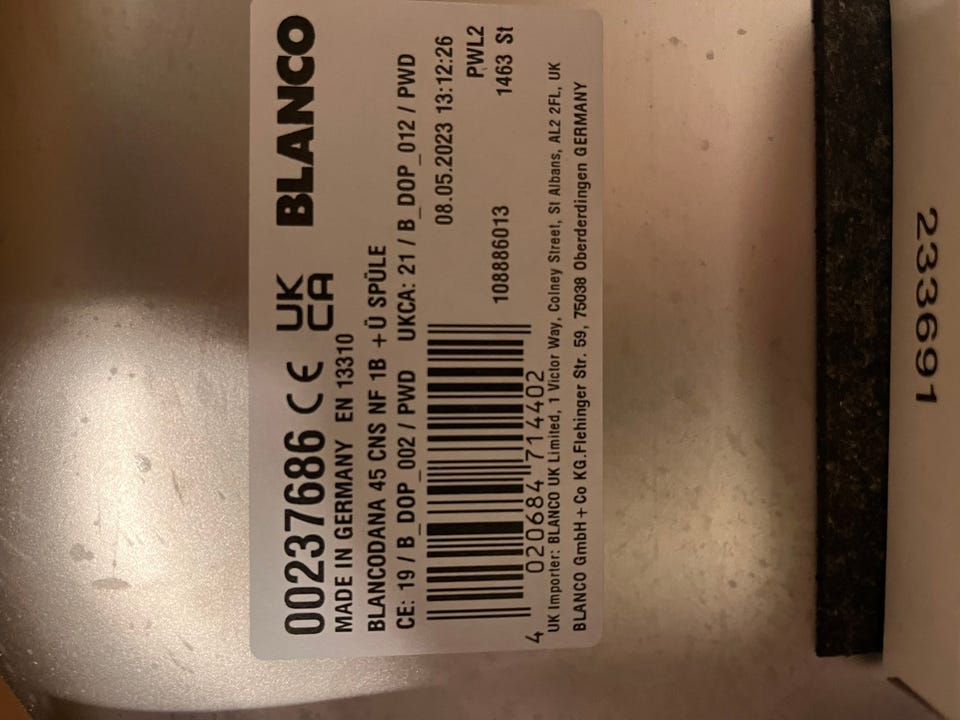 00237686 CE UK CA BLANCO
MADE IN GERMANY EN 13310
BLANCODANA 45 CNS NF 1B +Ü SPÜLE
CE: 19 / B_DOP_002 / PWD UKCA: 21 / B_DOP_012 / PWD
08.05.2023 13:12:26
PWL2
108886013 1463 St
4 020684 714402
UK Importer: BLANCO UK Limited, 1 Victor Way, Colney Street, St Albans, AL2 2FL, UK
BLANCO GmbH + Co KG.Flehinger Str. 59, 75038 Oberderdingen GERMANY
233691